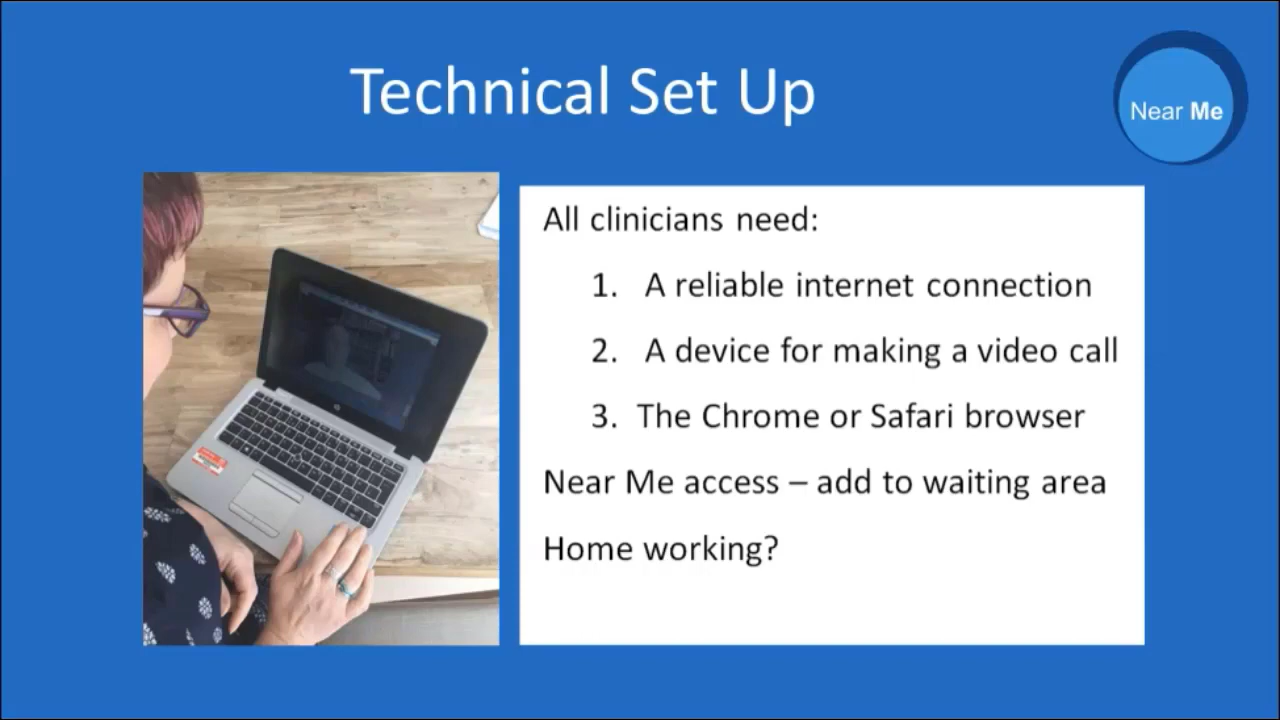 Technical Set Up
Near Me
All clinicians need:
1. A reliable internet connection
2. A device for making a video call
3. The Chrome or Safari browser
Near Me access – add to waiting area
Home working?